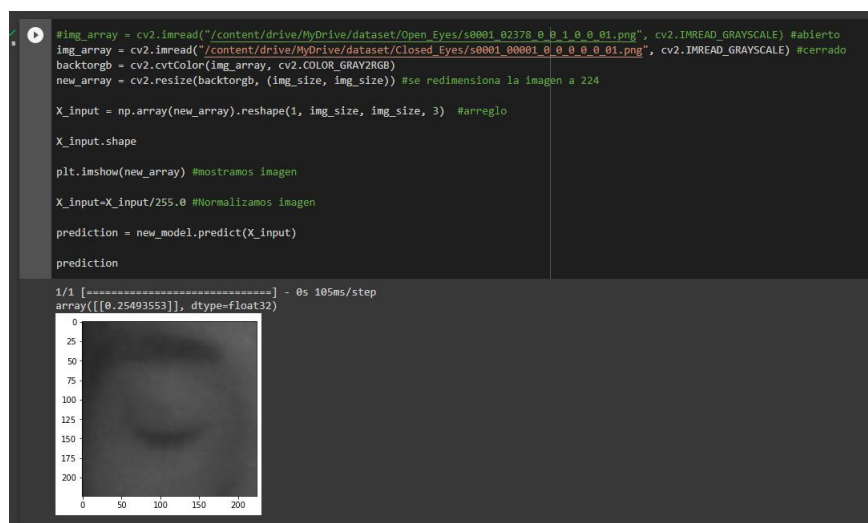 #img_array = cv2.imread("/content/drive/MyDrive/dataset/Open_Eyes/s0001_02378_0_0_1_0_0_01.png", cv2.IMREAD_GRAYSCALE) #abierto
img_array = cv2.imread("/content/drive/MyDrive/dataset/Closed_Eyes/s0001_00001_0_0_0_0_0_01.png", cv2.IMREAD_GRAYSCALE) #cerrado
backtorgb = cv2.cvtColor(img_array, cv2.COLOR_GRAY2RGB)
new_array = cv2.resize(backtorgb, (img_size, img_size)) #se redimensiona la imagen a 224
X_input = np.array(new_array).reshape(1, img_size, img_size, 3)  #arreglo
X_input.shape
plt.imshow(new_array) #mostramos imagen
X_input=X_input/255.0 #Normalizamos imagen
prediction = new_model.predict(X_input)
prediction
1/1 [==============================] - 0s 105ms/step
array([[0.25493553]], dtype=float32)
0
25
50
75
100
125
150
175
200
0 50 100 150 200